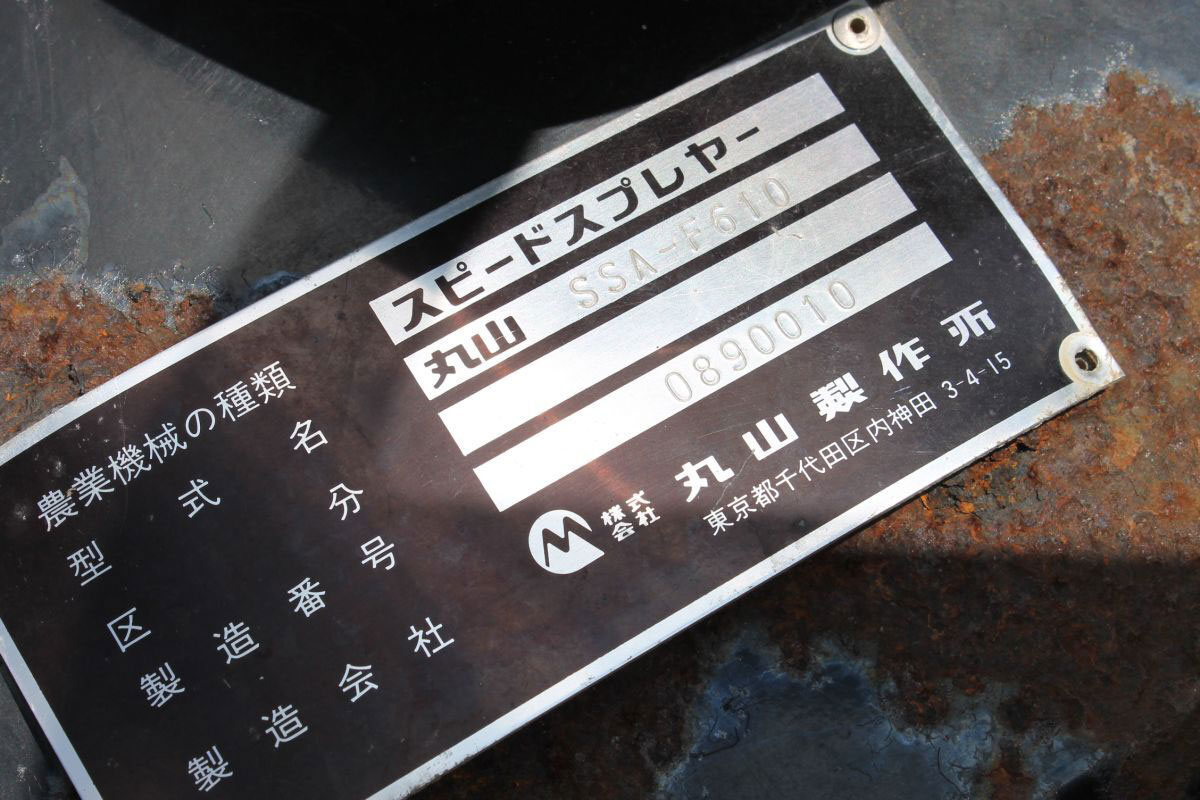 農業機械の種類 スピードスプレヤー
型式名 丸山 SSA-F610
区分
製造番号 0890010
製造会社 株式会社 丸山製作所
東京都千代田区内神田 3-4-15